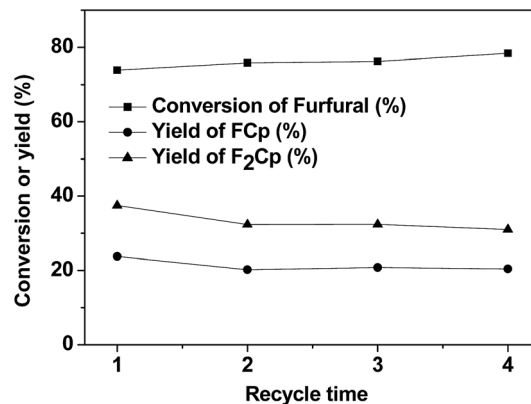 80
60
40
20
0
Conversion or yield (%)
Conversion of Furfural (%)
Yield of FCp (%)
Yield of F₂Cp (%)
1 2 3 4
Recycle time